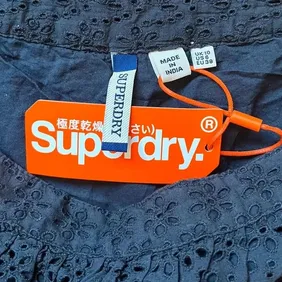 MADE IN
INDIA
UK 10
US 6
EU 38
SUPERDRY
極度乾燥 さい)
Superdry.®